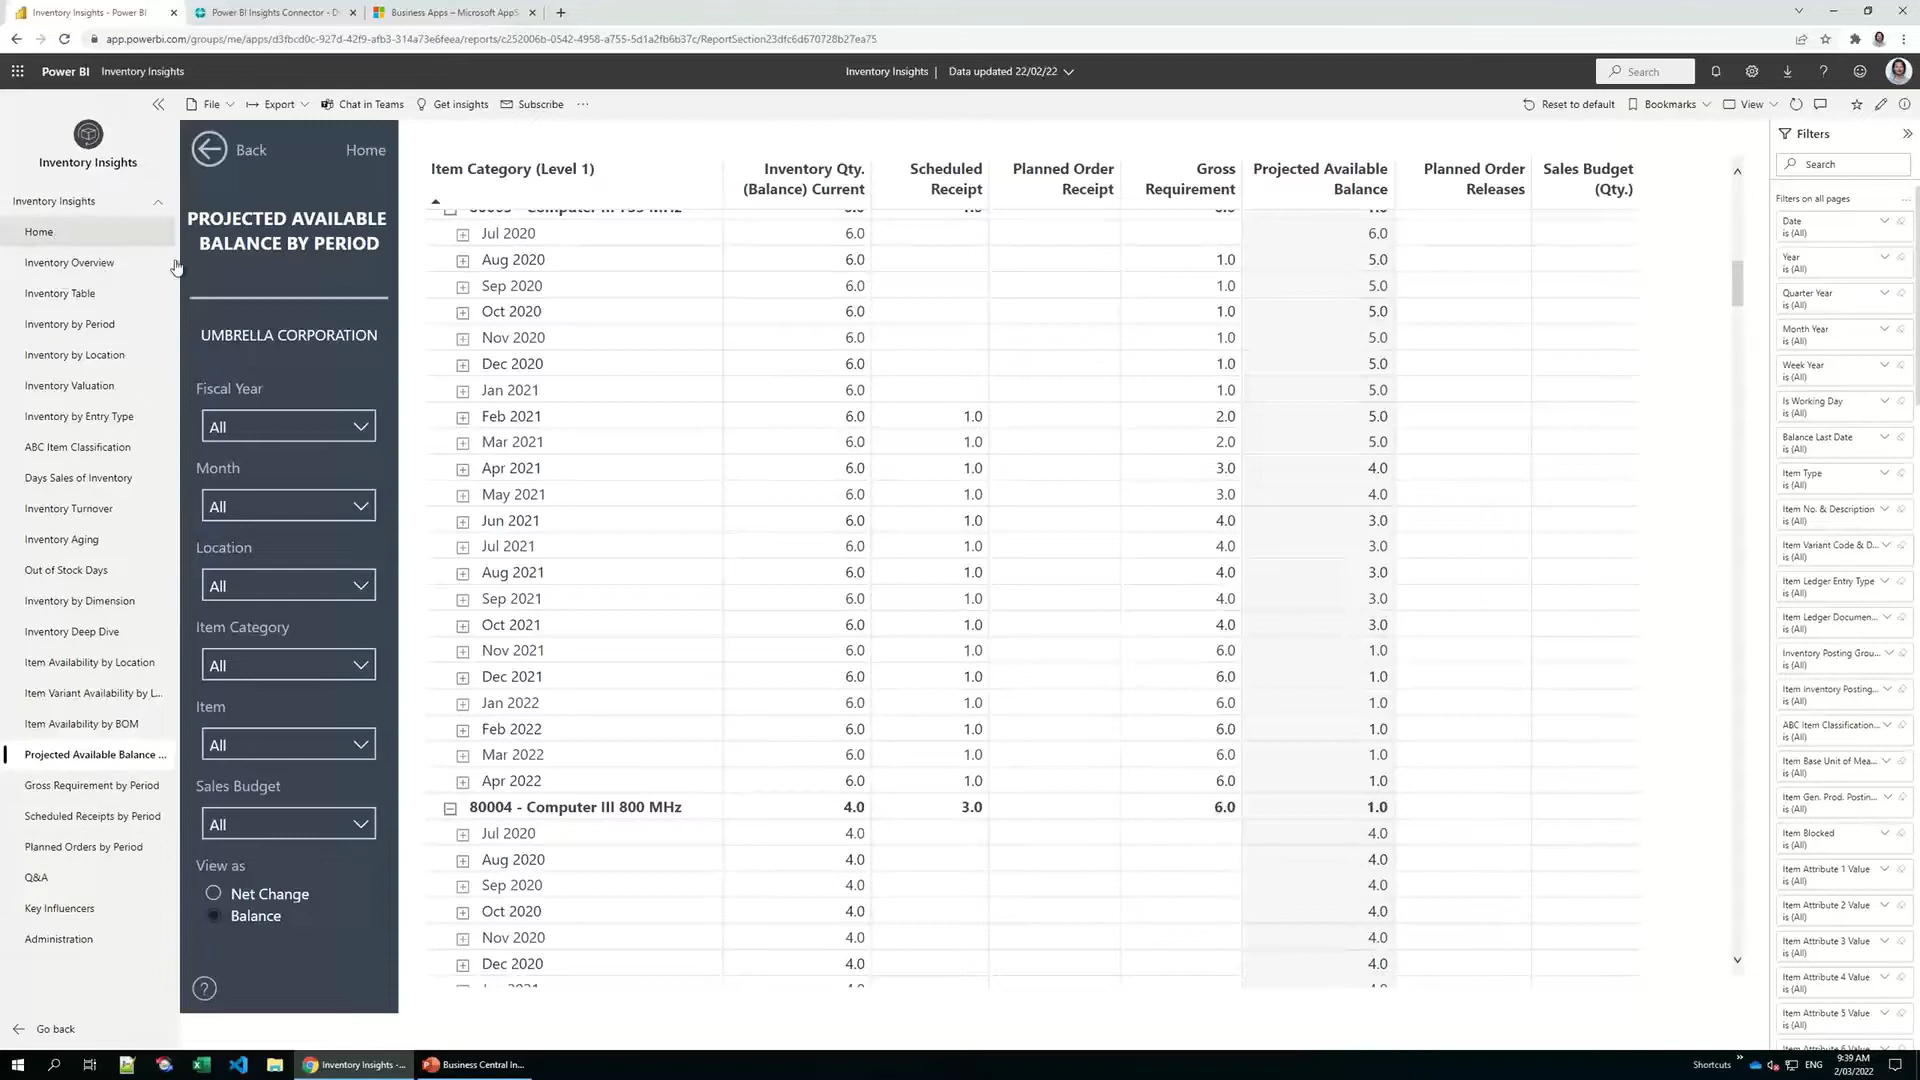 Inventory Insights - Power BI
Power BI Insights Connector - D
Business Apps – Microsoft AppS
app.powerbi.com/groups/me/apps/d3fbcd0c-927d-42f9-afb3-314a73e6feea/reports/c252006b-0542-4958-a755-5d1a2fb6b37c/ReportSection23dfc6d670728b27ea75
Power BI Inventory Insights
Inventory Insights | Data updated 22/02/22
Search
File Export Chat in Teams Get insights Subscribe ...
Reset to default Bookmarks View
Inventory Insights
Inventory Insights
Home
Inventory Overview
Inventory Table
Inventory by Period
Inventory by Location
Inventory Valuation
Inventory by Entry Type
ABC Item Classification
Days Sales of Inventory
Inventory Turnover
Inventory Aging
Out of Stock Days
Inventory by Dimension
Inventory Deep Dive
Item Availability by Location
Item Variant Availability by L...
Item Availability by BOM
Projected Available Balance ...
Gross Requirement by Period
Scheduled Receipts by Period
Planned Orders by Period
Q&A
Key Influencers
Administration
Go back
Back Home
PROJECTED AVAILABLE
BALANCE BY PERIOD
UMBRELLA CORPORATION
Fiscal Year
All
Month
All
Location
All
Item Category
All
Item
All
Sales Budget
All
View as
Net Change
Balance
?
Item Category (Level 1) Inventory Qty. (Balance) Current Scheduled Receipt Planned Order Receipt Gross Requirement Projected Available Balance Planned Order Releases Sales Budget (Qty.)
Jul 2020 6.0 6.0
Aug 2020 6.0 1.0 5.0
Sep 2020 6.0 1.0 5.0
Oct 2020 6.0 1.0 5.0
Nov 2020 6.0 1.0 5.0
Dec 2020 6.0 1.0 5.0
Jan 2021 6.0 1.0 5.0
Feb 2021 6.0 1.0 2.0 5.0
Mar 2021 6.0 1.0 2.0 5.0
Apr 2021 6.0 1.0 3.0 4.0
May 2021 6.0 1.0 3.0 4.0
Jun 2021 6.0 1.0 4.0 3.0
Jul 2021 6.0 1.0 4.0 3.0
Aug 2021 6.0 1.0 4.0 3.0
Sep 2021 6.0 1.0 4.0 3.0
Oct 2021 6.0 1.0 4.0 3.0
Nov 2021 6.0 1.0 6.0 1.0
Dec 2021 6.0 1.0 6.0 1.0
Jan 2022 6.0 1.0 6.0 1.0
Feb 2022 6.0 1.0 6.0 1.0
Mar 2022 6.0 1.0 6.0 1.0
Apr 2022 6.0 1.0 6.0 1.0
80004 - Computer III 800 MHz 4.0 3.0 6.0 1.0
Jul 2020 4.0 4.0
Aug 2020 4.0 4.0
Sep 2020 4.0 4.0
Oct 2020 4.0 4.0
Nov 2020 4.0 4.0
Dec 2020 4.0 4.0
Filters
Search
Filters on all pages ...
Date
is (All)
Year
is (All)
Quarter Year
is (All)
Month Year
is (All)
Week Year
is (All)
Is Working Day
is (All)
Balance Last Date
is (All)
Item Type
is (All)
Item No. & Description
is (All)
Item Variant Code & D...
is (All)
Item Ledger Entry Type
is (All)
Item Ledger Documen...
is (All)
Inventory Posting Grou...
is (All)
Item Inventory Posting...
is (All)
ABC Item Classification...
is (All)
Item Base Unit of Mea...
is (All)
Item Gen. Prod. Postin...
is (All)
Item Blocked
is (All)
Item Attribute 1 Value
is (All)
Item Attribute 2 Value
is (All)
Item Attribute 3 Value
is (All)
Item Attribute 4 Value
is (All)
Item Attribute 5 Value
is (All)
Inventory Insights -...
Business Central In...
Shortcuts
ENG
9:39 AM
2/03/2022